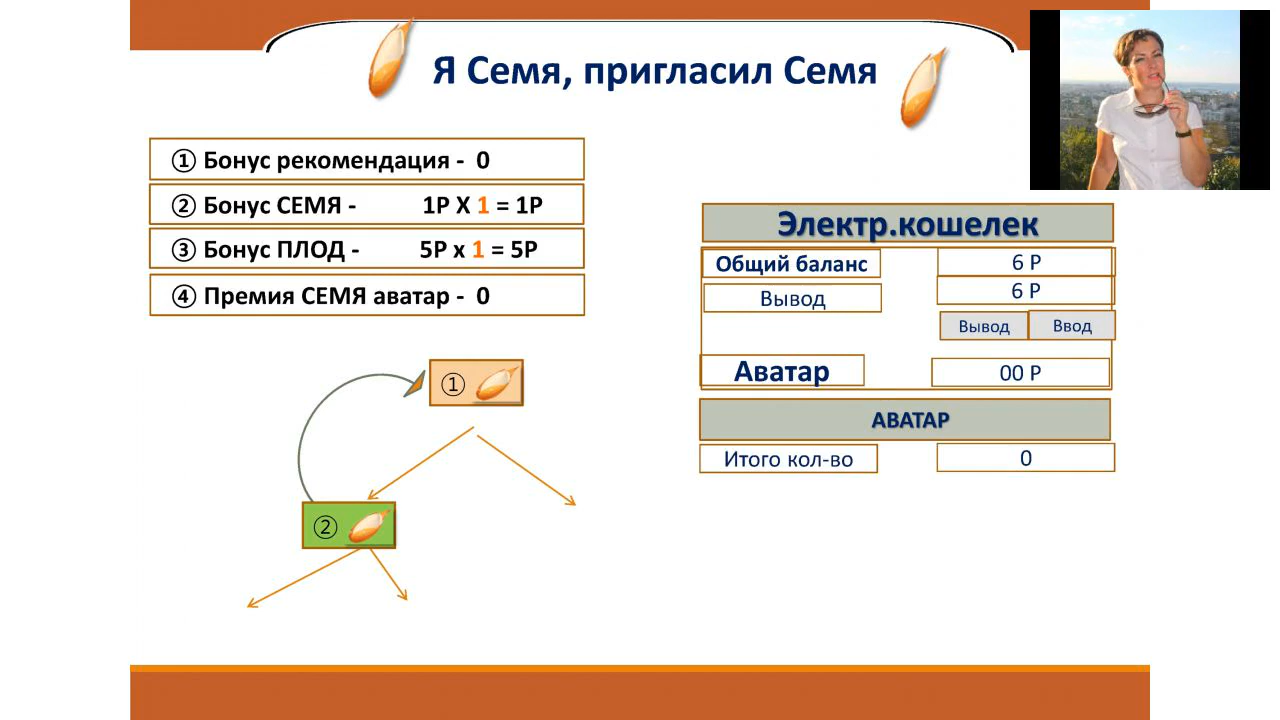 Я Семя, пригласил Семя
① Бонус рекомендация - 0
② Бонус СЕМЯ - 1Р Х 1 = 1Р
③ Бонус ПЛОД - 5Р х 1 = 5Р
④ Премия СЕМЯ аватар - 0
①
②
Электр.кошелек
Общий баланс 6 Р
Вывод 6 Р
Вывод Ввод
Аватар 00 Р
АВАТАР
Итого кол-во 0